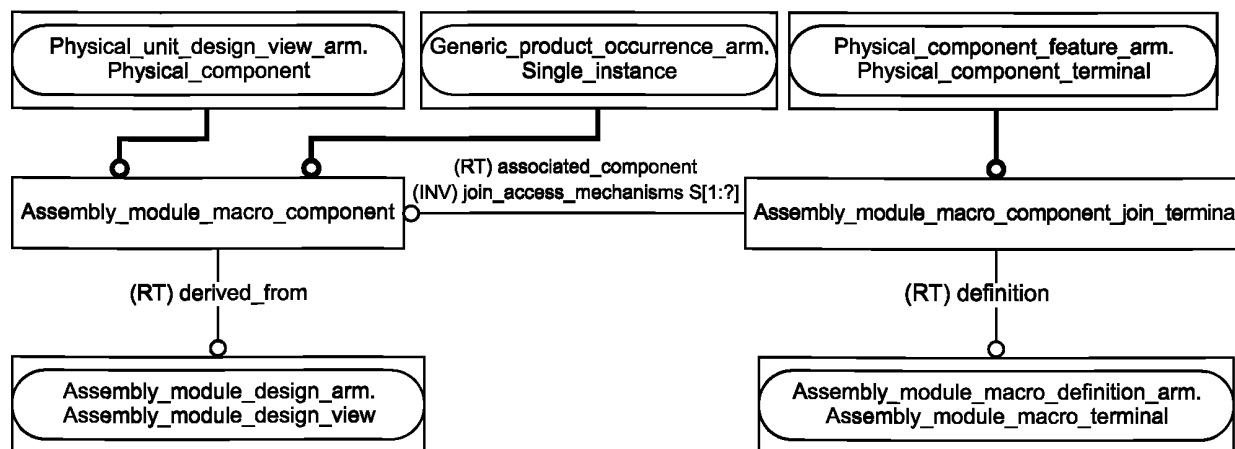 Physical_unit_design_view_arm.
Physical_component
Generic_product_occurrence_arm.
Single_instance
Physical_component_feature_arm.
Physical_component_terminal
(RT) associated_component
(INV) join_access_mechanisms S[1:?]
Assembly_module_macro_component
Assembly_module_macro_component_join_terminal
(RT) derived_from
(RT) definition
Assembly_module_design_arm.
Assembly_module_design_view
Assembly_module_macro_definition_arm.
Assembly_module_macro_terminal